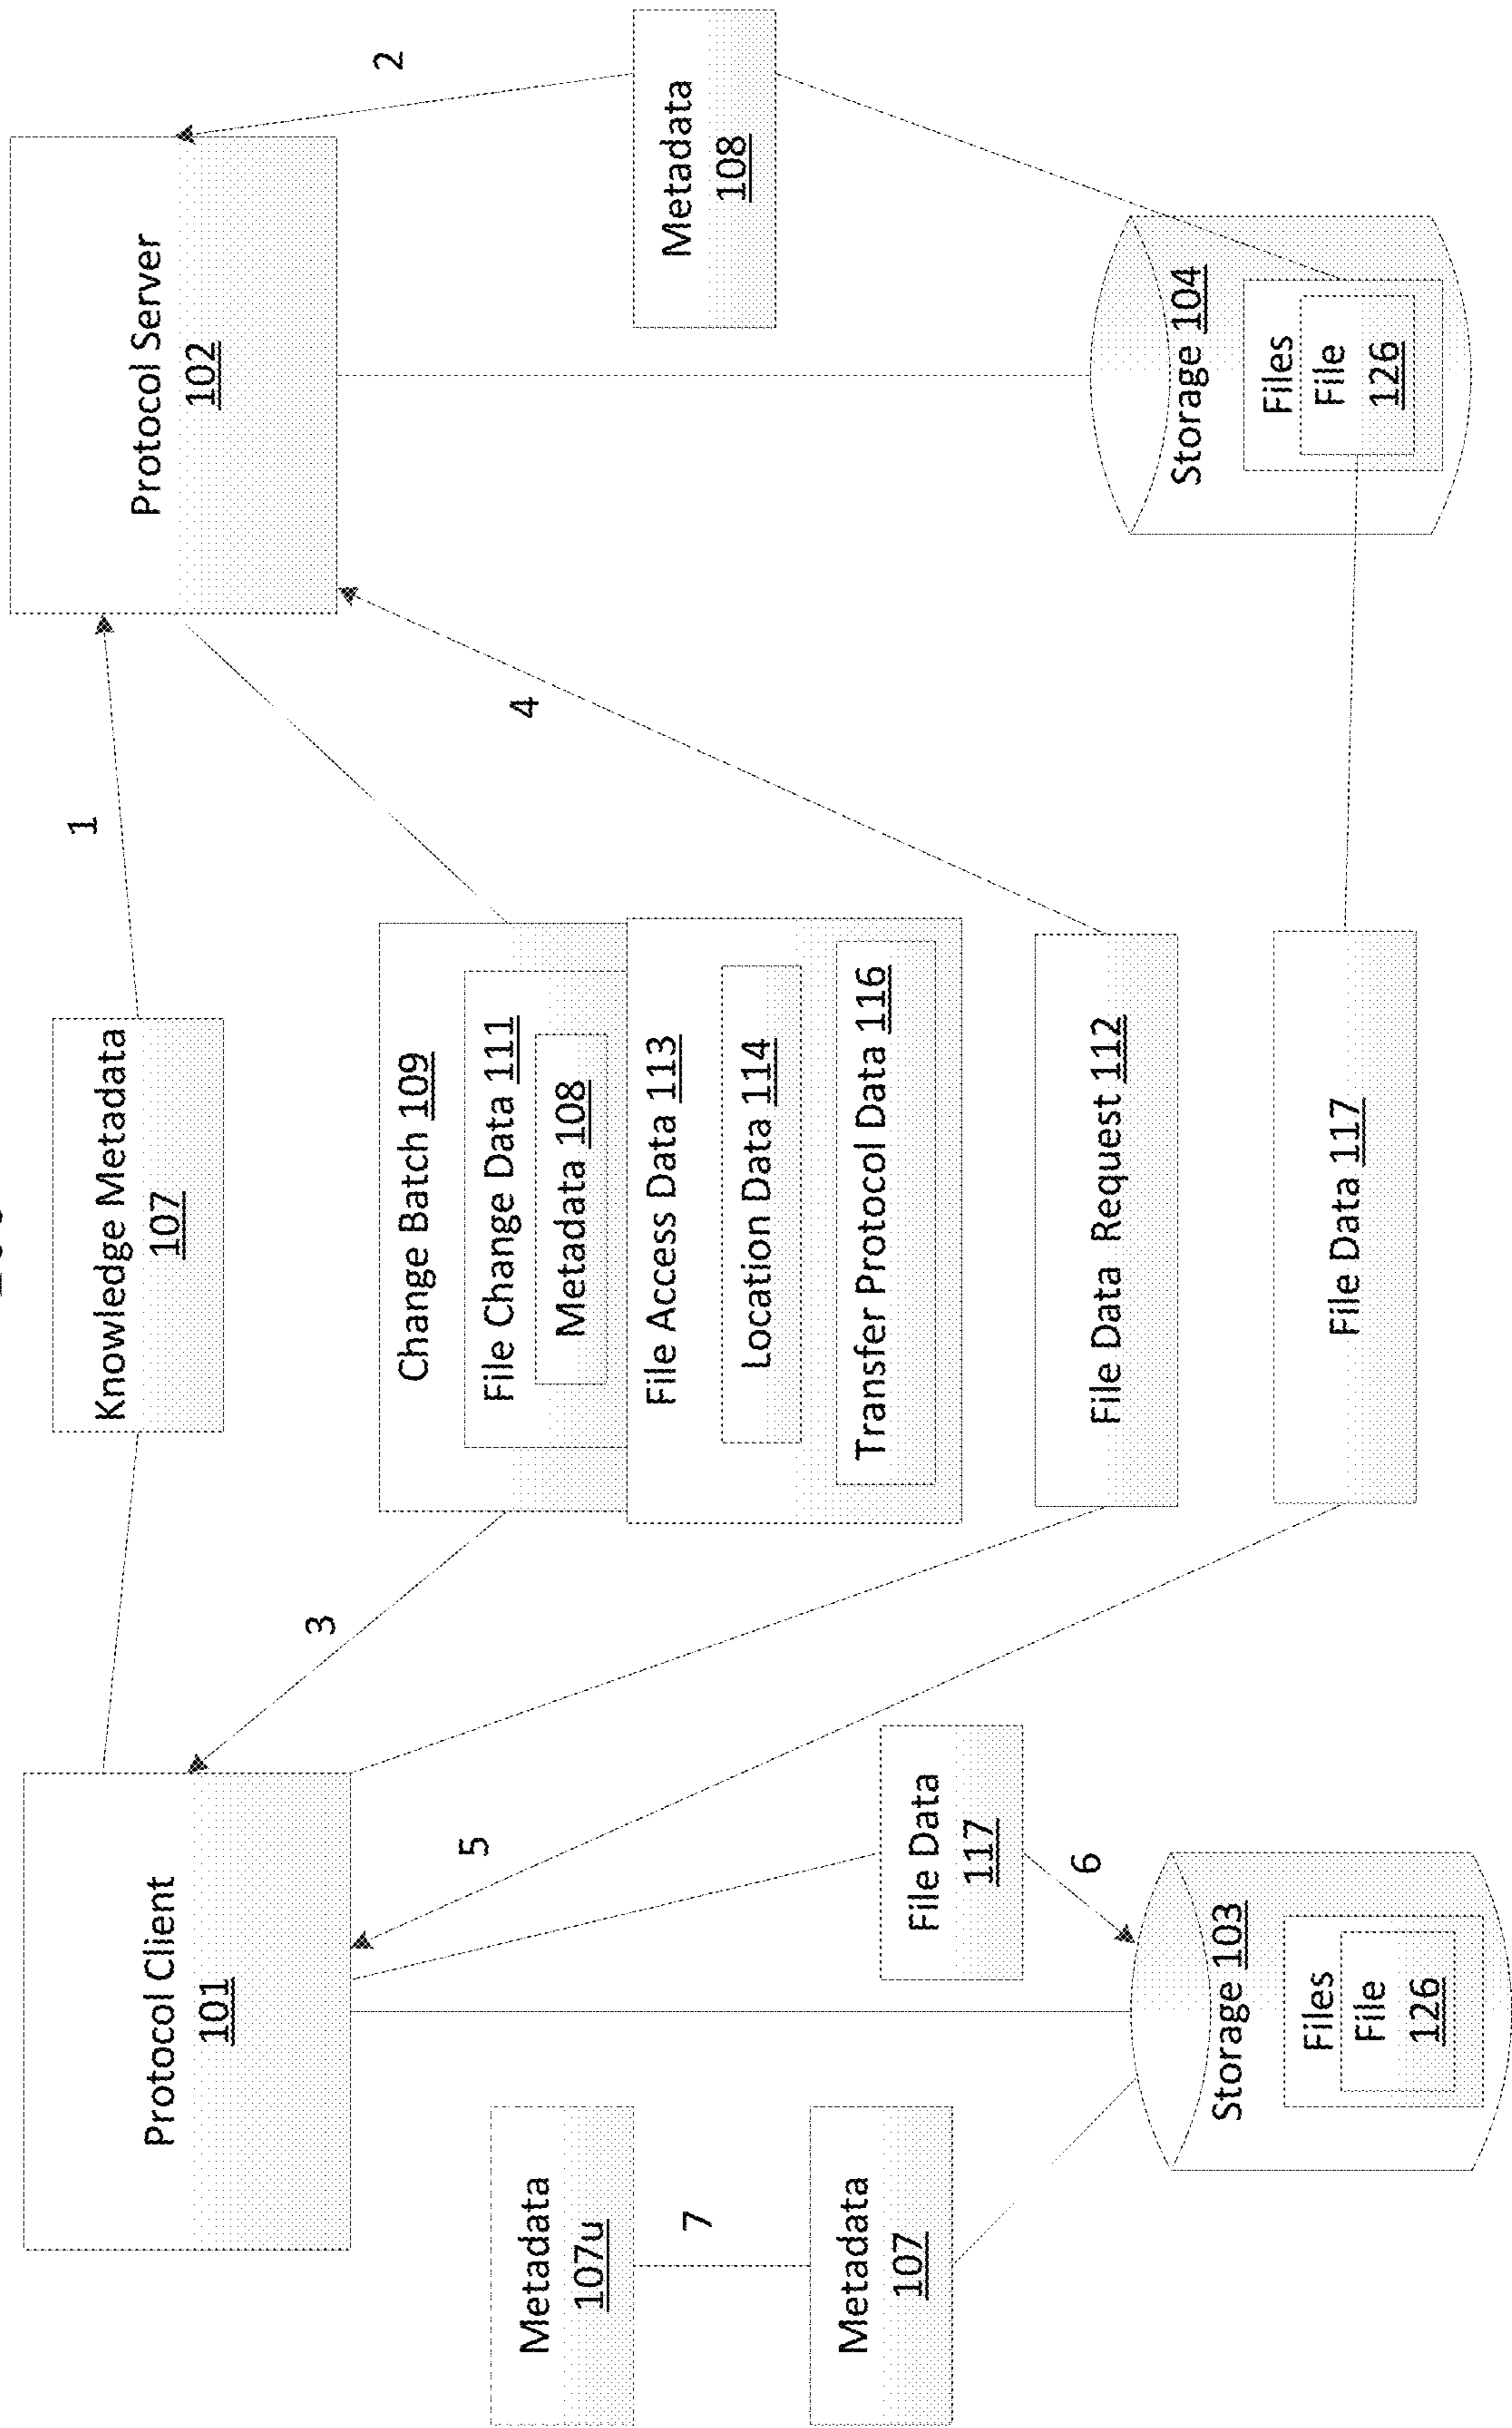 Protocol Client
101
Knowledge Metadata
107
1
Protocol Server
102
2
3
Change Batch 109
File Change Data 111
Metadata 108
File Access Data 113
Location Data 114
Transfer Protocol Data 116
4
Metadata
108
5
File Data Request 112
File Data 117
Metadata
107u
7
Metadata
107
File Data
117
6
Storage 103
Files
File
126
Storage 104
Files
File
126